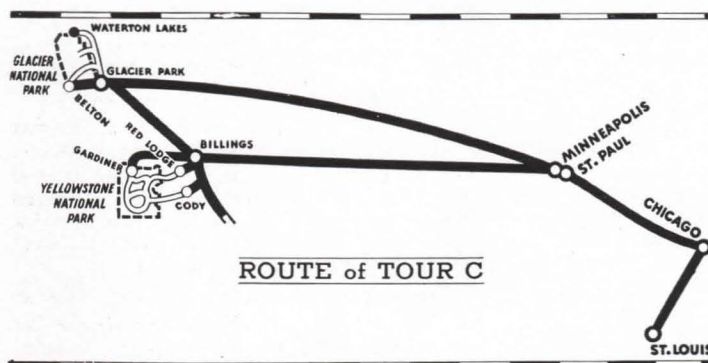 WATERTON LAKES
GLACIER
NATIONAL
PARK
GLACIER PARK
BELTON
RED LODGE
BILLINGS
GARDINER
YELLOWSTONE
NATIONAL
PARK
CODY
MINNEAPOLIS
ST. PAUL
CHICAGO
ROUTE of TOUR C
ST. LOUIS